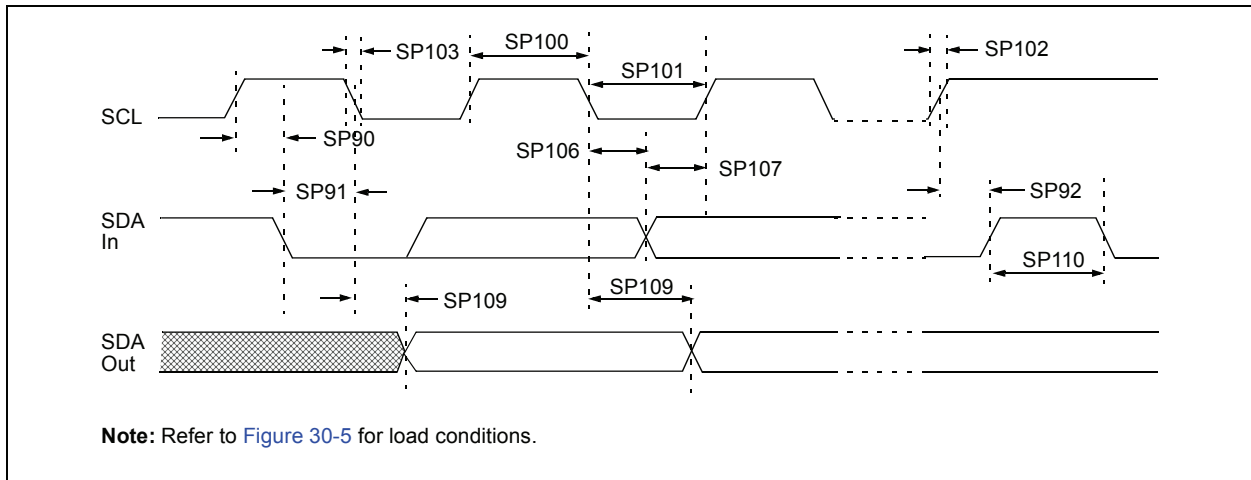 SP103
SP100
SP101
SP102
SCL
SP90
SP106
SP107
SP91
SP92
SDA
In
SP110
SP109
SP109
SDA
Out
Note: Refer to Figure 30-5 for load conditions.